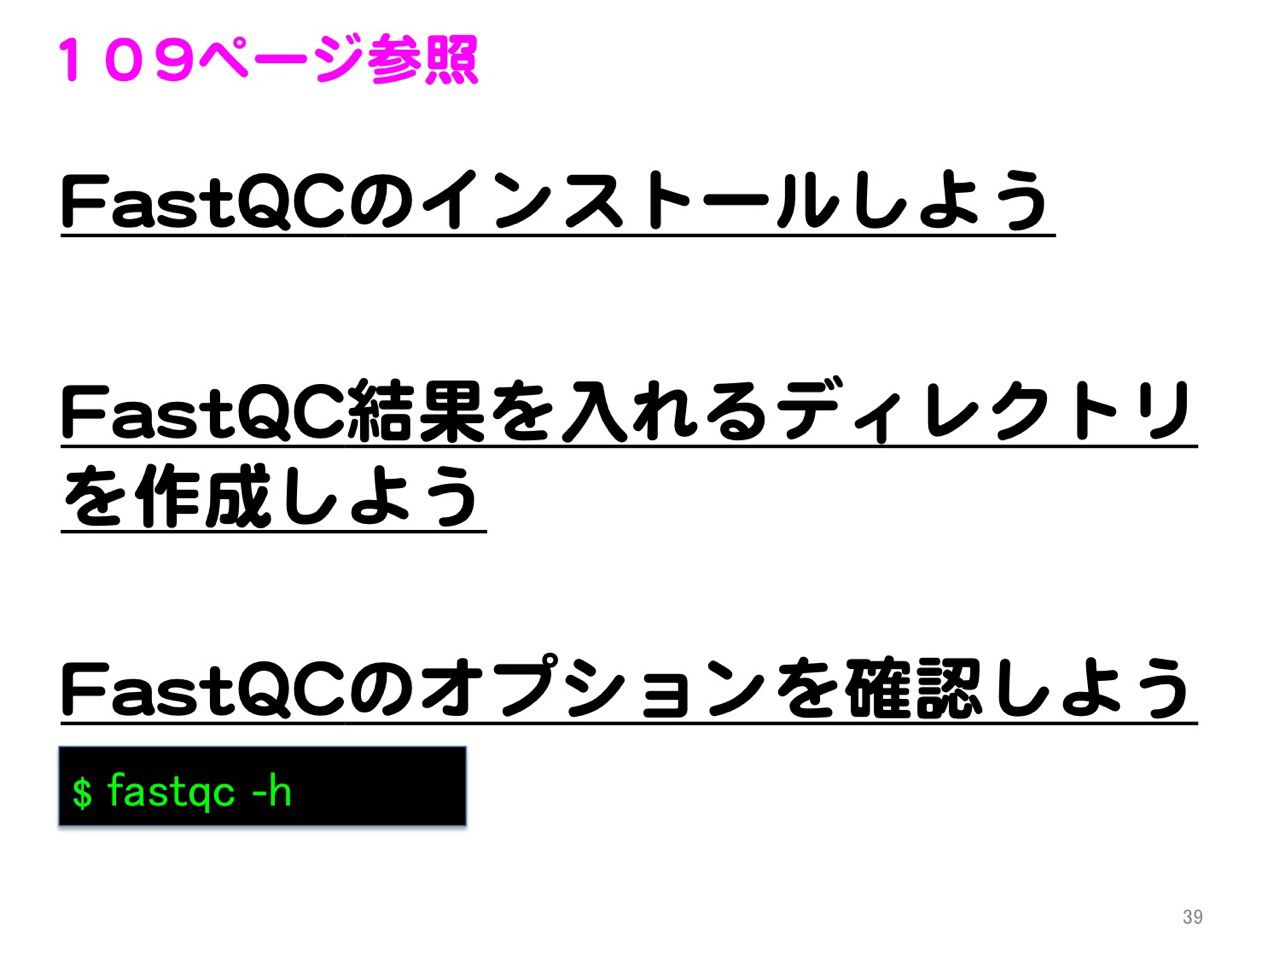 １０９ページ参照
FastQCのインストールしよう
FastQC結果を入れるディレクトリ
を作成しよう
FastQCのオプションを確認しよう
$ fastqc -h
39